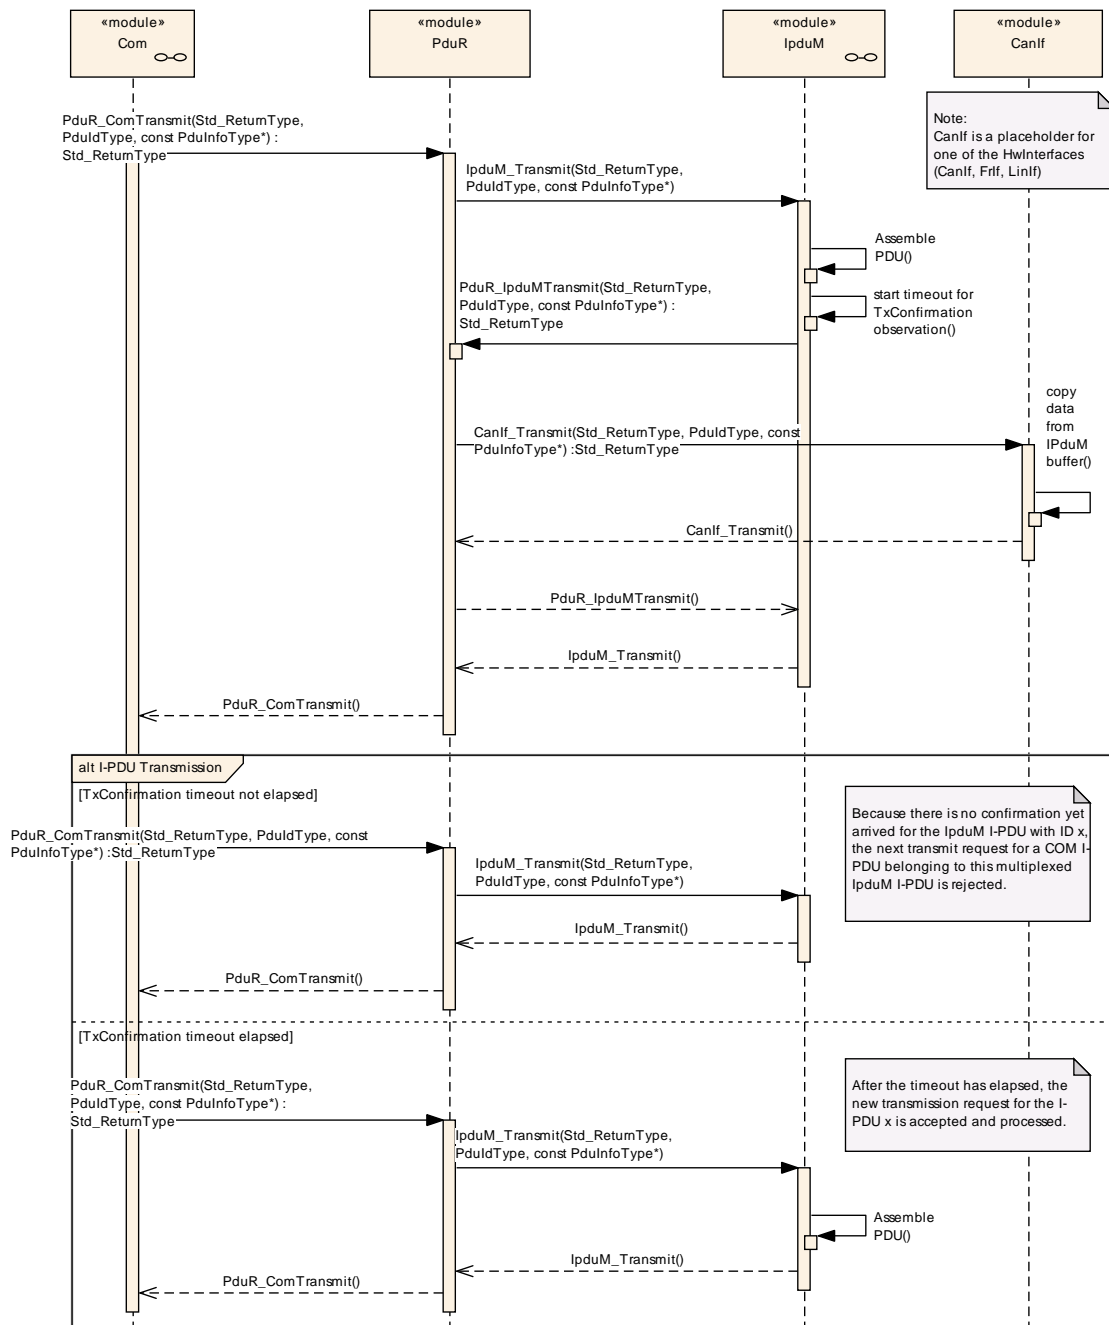 «module»
Com
«module»
PduR
«module»
IpduM
«module»
CanIf
Note:
CanIf is a placeholder for
one of the HwInterfaces
(CanIf, FrIf, LinIf)
PduR_ComTransmit(Std_ReturnType,
PduIdType, const PduInfoType*) :
Std_ReturnType
IpduM_Transmit(Std_ReturnType,
PduIdType, const PduInfoType*)
Assemble
PDU()
PduR_IpduMTransmit(Std_ReturnType,
PduIdType, const PduInfoType*) :
Std_ReturnType
start timeout for
TxConfirmation
observation()
copy
data
from
IPduM
buffer()
CanIf_Transmit(Std_ReturnType, PduIdType, const
PduInfoType*) :Std_ReturnType
CanIf_Transmit()
PduR_IpduMTransmit()
IpduM_Transmit()
PduR_ComTransmit()
alt I-PDU Transmission
[TxConfirmation timeout not elapsed]
Because there is no confirmation yet
arrived for the IpduM I-PDU with ID x,
the next transmit request for a COM I-
PDU belonging to this multiplexed
IpduM I-PDU is rejected.
PduR_ComTransmit(Std_ReturnType, PduIdType, const
PduInfoType*) :Std_ReturnType
IpduM_Transmit(Std_ReturnType,
PduIdType, const PduInfoType*)
IpduM_Transmit()
PduR_ComTransmit()
[TxConfirmation timeout elapsed]
After the timeout has elapsed, the
new transmission request for the I-
PDU x is accepted and processed.
PduR_ComTransmit(Std_ReturnType,
PduIdType, const PduInfoType*) :
Std_ReturnType
IpduM_Transmit(Std_ReturnType,
PduIdType, const PduInfoType*)
Assemble
PDU()
IpduM_Transmit()
PduR_ComTransmit()